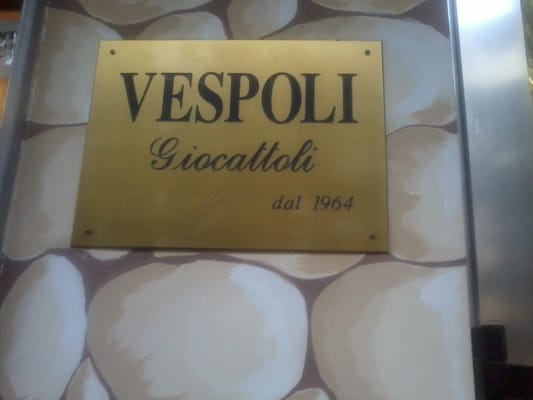 VESPOLI
Giocattoli
dal 1964